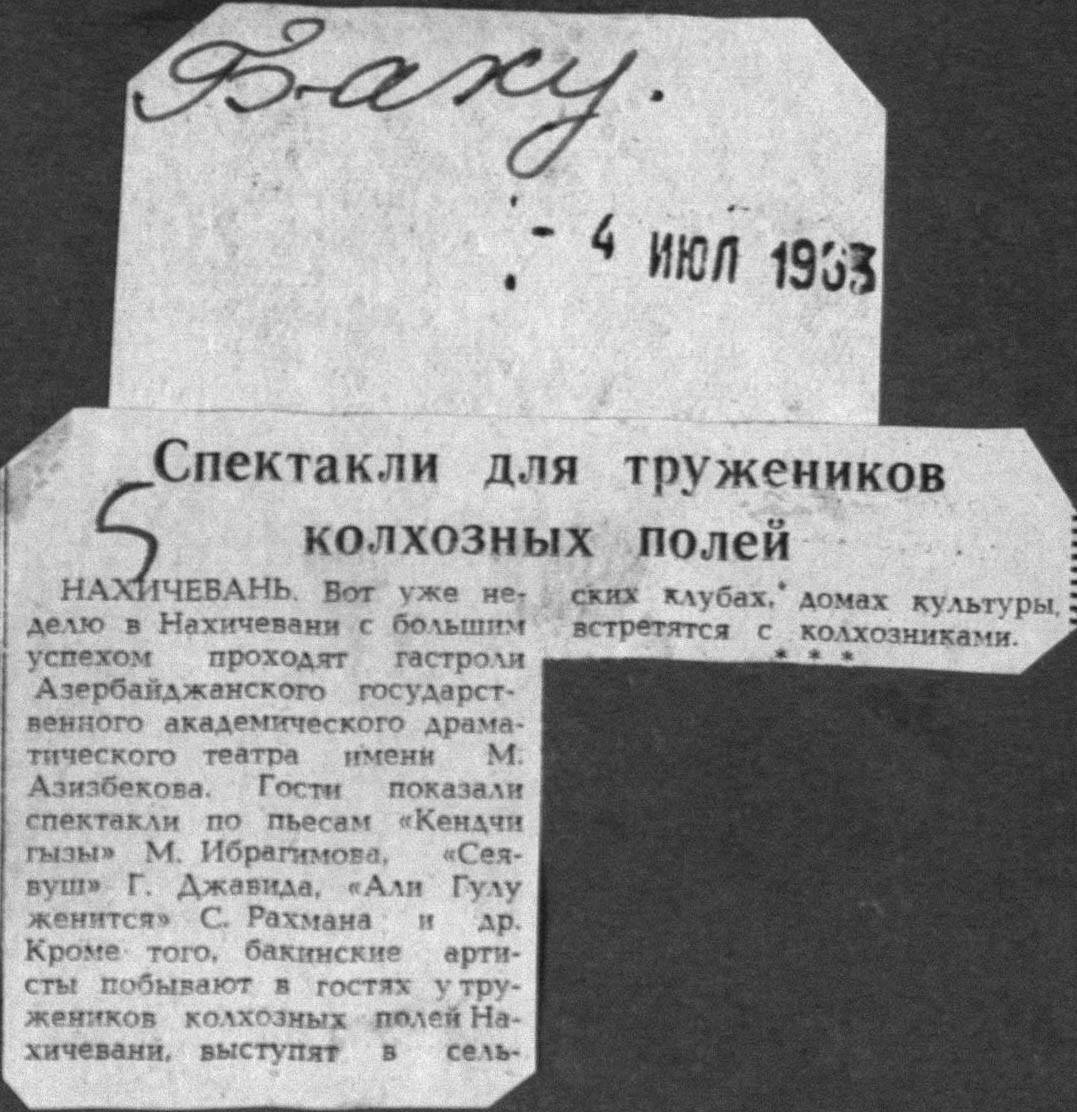 Баку.
- 4 ИЮЛ 1963
Спектакли для тружеников
колхозных полей
5
НАХИЧЕВАНЬ. Вот уже не-
делю в Нахичевани с большим
успехом проходят гастроли
Азербайджанского государст-
венного академического драма-
тического театра имени М.
Азизбекова. Гости показали
спектакли по пьесам «Кендчи
гызы» М. Ибрагимова, «Сея-
вуш» Г. Джавида, «Али Гулу
женится» С. Рахмана и др.
Кроме того, бакинские арти-
сты побывают в гостях у тру-
жеников колхозных полей На-
хичевани, выступят в сель-
ских клубах, домах культуры,
встретятся с колхозниками.
* * *